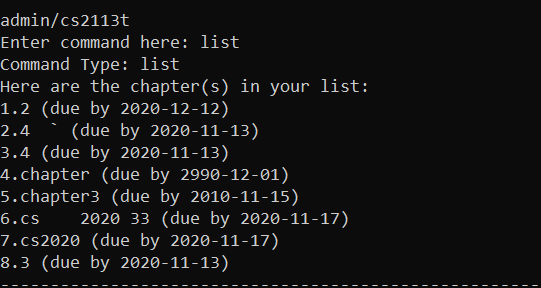 admin/cs2113t
Enter command here: list
Command Type: list
Here are the chapter(s) in your list:
1.2 (due by 2020-12-12)
2.4  ` (due by 2020-11-13)
3.4 (due by 2020-11-13)
4.chapter (due by 2990-12-01)
5.chapter3 (due by 2010-11-15)
6.cs    2020 33 (due by 2020-11-17)
7.cs2020 (due by 2020-11-17)
8.3 (due by 2020-11-13)
------------------------------------------------------